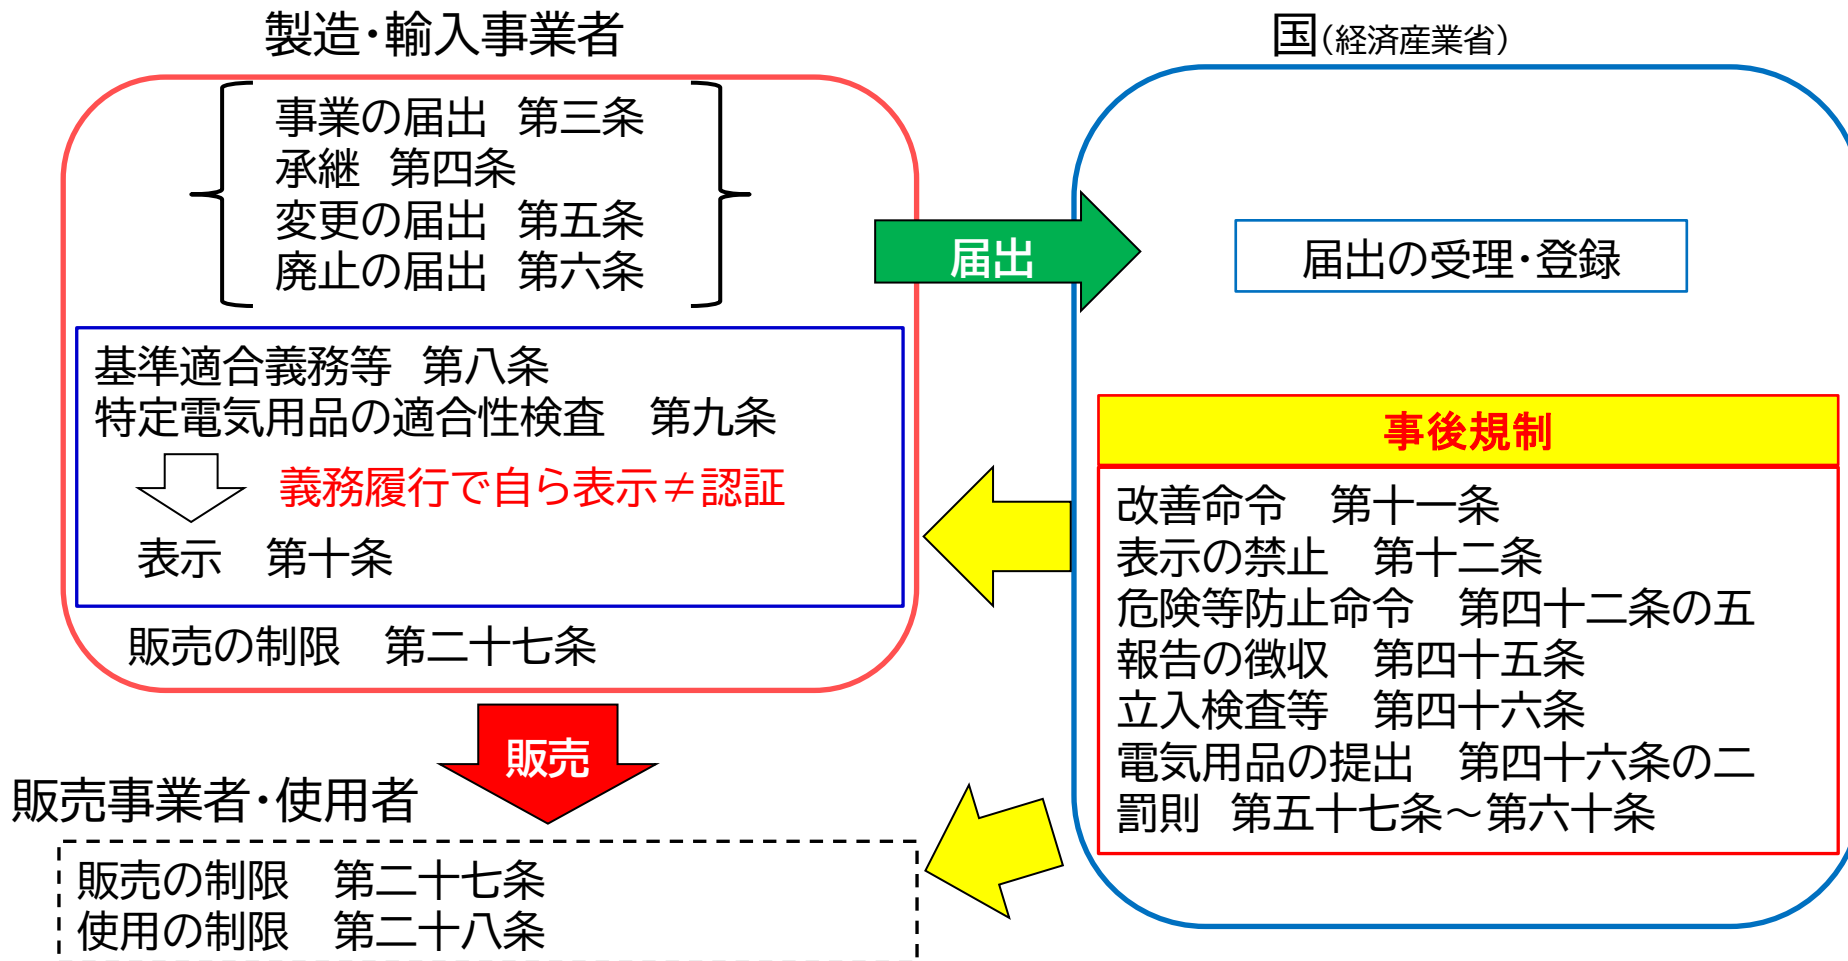 製造･輸入事業者
事業の届出 第三条
承継 第四条
変更の届出 第五条
廃止の届出 第六条
基準適合義務等 第八条
特定電気用品の適合性検査 第九条
義務履行で自ら表示≠認証
表示 第十条
販売の制限 第二十七条
届出
国(経済産業省)
届出の受理･登録
事後規制
改善命令 第十一条
表示の禁止 第十二条
危険等防止命令 第四十二条の五
報告の徴収 第四十五条
立入検査等 第四十六条
電気用品の提出 第四十六条の二
罰則 第五十七条～第六十条
販売
販売事業者･使用者
販売の制限 第二十七条
使用の制限 第二十八条